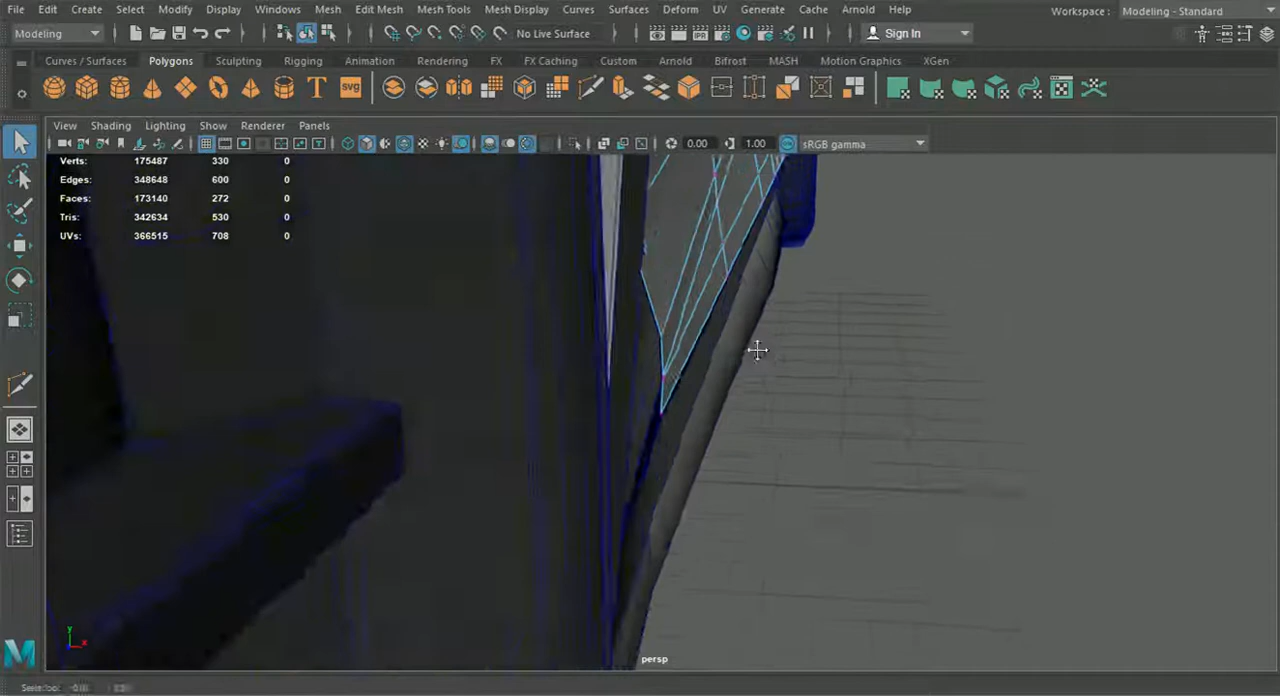 File Edit Create Select Modify Display Windows Mesh Edit Mesh Mesh Tools Mesh Display Curves Surfaces Deform UV Generate Cache Arnold Help Workspace: Modeling - Standard
Modeling No Live Surface Sign In
Curves / Surfaces Polygons Sculpting Rigging Animation Rendering FX FX Caching Custom Arnold Bifrost MASH Motion Graphics XGen
T svg
View Shading Lighting Show Renderer Panels
0.00 1.00 sRGB gamma
Verts: 175487 330 0
Edges: 348648 600 0
Faces: 173140 272 0
Tris: 342634 530 0
UVs: 366515 708 0
y
x
persp
M